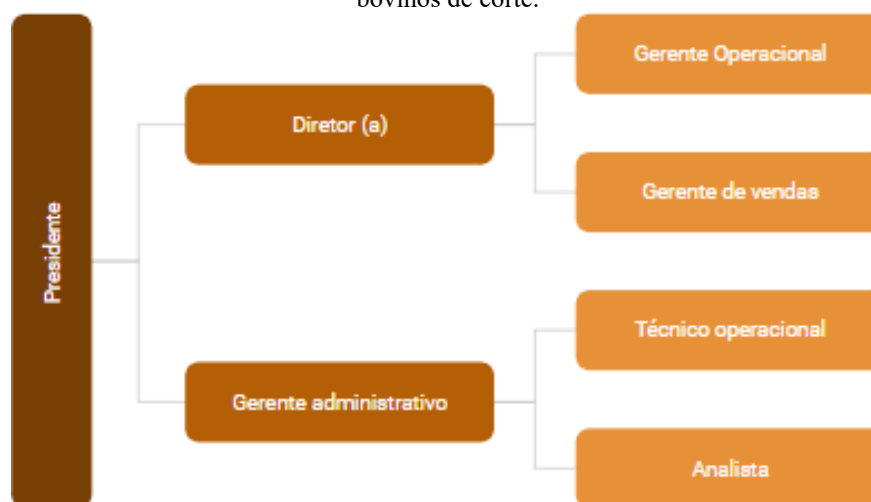 bovinos de corte.
Presidente
Diretor (a)
Gerente Operacional
Gerente de vendas
Gerente administrativo
Técnico operacional
Analista